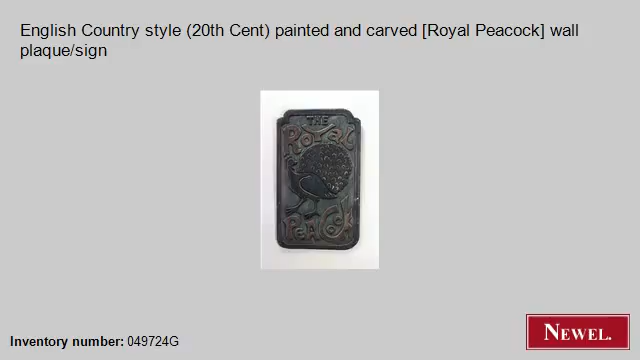 English Country style (20th Cent) painted and carved [Royal Peacock] wall
plaque/sign
THE
Royal
PEACOCK
Inventory number: 049724G
NEWEL.